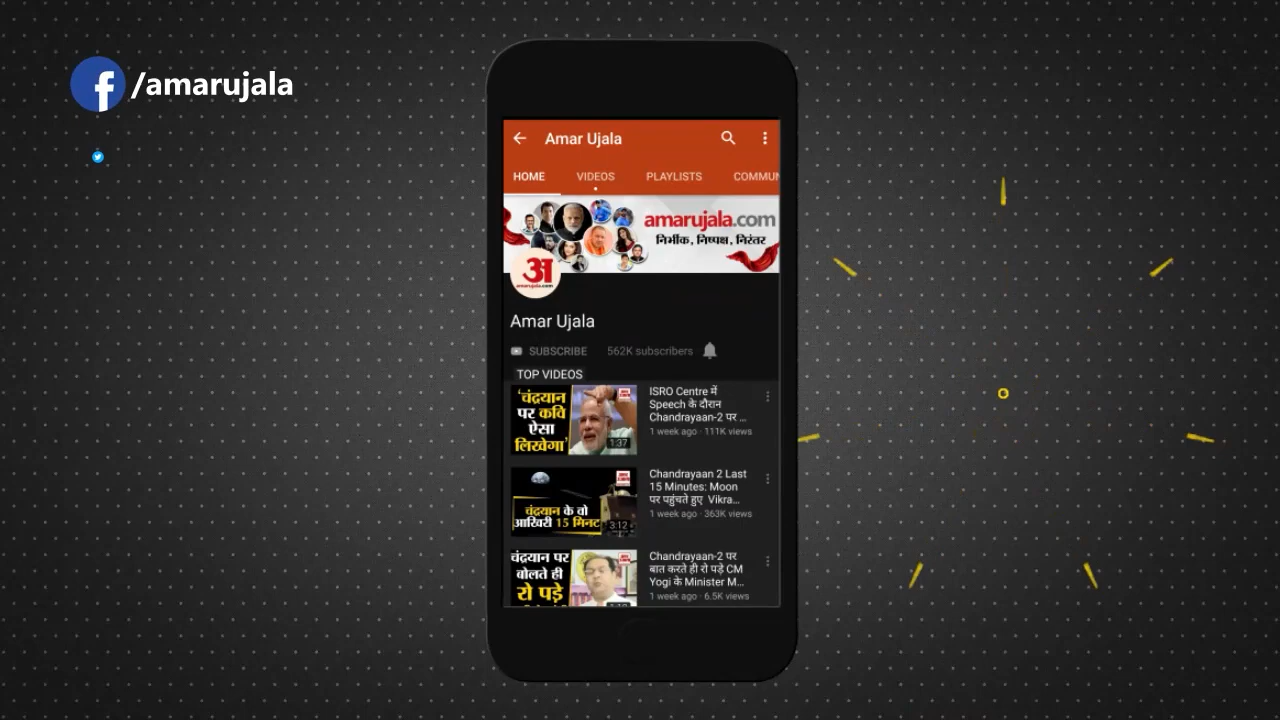 /amarujala
Amar Ujala
HOME VIDEOS PLAYLISTS COMMUN
amarujala.com
निर्भीक, निष्पक्ष, निरंतर
अ
amarujala.com
Amar Ujala
SUBSCRIBE 562K subscribers
TOP VIDEOS
'चंद्रयान
पर कवि
ऐसा
लिखेगा'
1:37
ISRO Centre में
Speech के दौरान
Chandrayaan-2 पर ...
1 week ago · 111K views
चंद्रयान के वो
आखिरी 15 मिनट
3:12
Chandrayaan 2 Last
15 Minutes: Moon
पर पहुंचते हुए Vikra...
1 week ago · 363K views
चंद्रयान पर
बोलते ही
रो पड़े
Chandrayaan-2 पर
बात करते ही रो पड़े CM
Yogi के Minister M...
1 week ago · 6.5K views